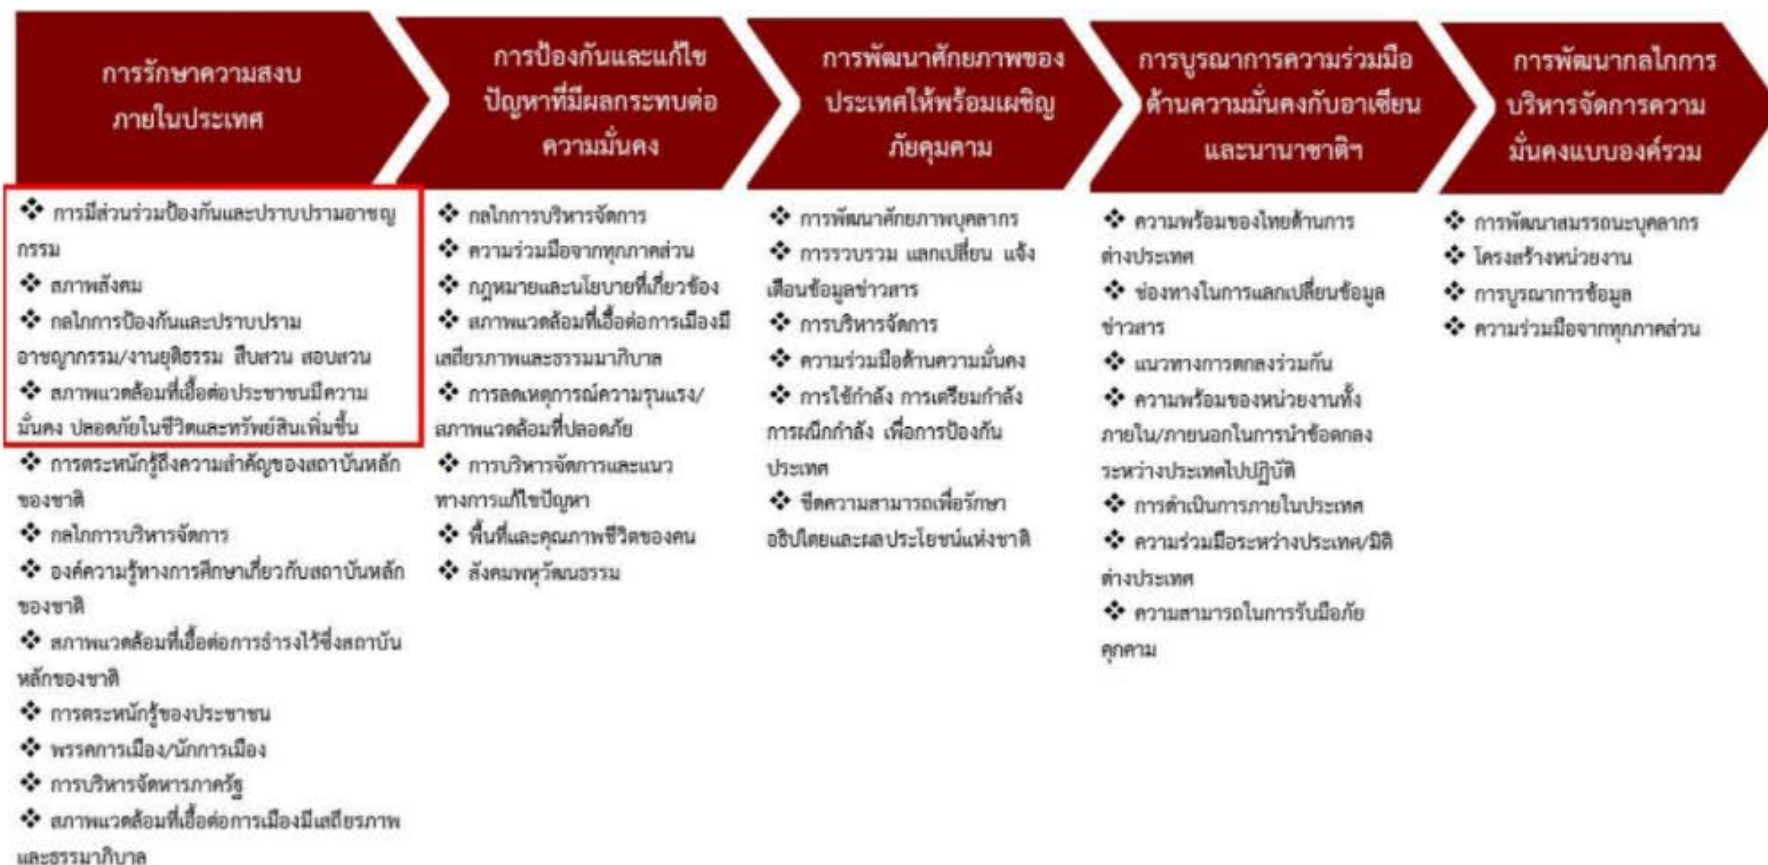 การรักษาความสงบ
ภายในประเทศ
การป้องกันและแก้ไข
ปัญหาที่มีผลกระทบต่อ
ความมั่นคง
การพัฒนาศักยภาพของ
ประเทศให้พร้อมเผชิญ
ภัยคุมคาม
การบูรณาการความร่วมมือ
ด้านความมั่นคงกับอาเซียน
และนานาชาติฯ
การพัฒนากลไกการ
บริหารจัดการความ
มั่นคงแบบองค์รวม
❖ การมีส่วนร่วมป้องกันและปราบปรามอาชญ
กรรม
❖ สภาพสังคม
❖ กลไกการป้องกันและปราบปราม
อาชญากรรม/งานยุติธรรม สืบสวน สอบสวน
❖ สภาพแวดล้อมที่เอื้อต่อประชาชนมีความ
มั่นคง ปลอดภัยในชีวิตและทรัพย์สินเพิ่มขึ้น
❖ การตระหนักรู้ถึงความสำคัญของสถาบันหลัก
ของชาติ
❖ กลไกการบริหารจัดการ
❖ องค์ความรู้ทางการศึกษาเกี่ยวกับสถาบันหลัก
ของชาติ
❖ สภาพแวดล้อมที่เอื้อต่อการธำรงไว้ซึ่งสถาบัน
หลักของชาติ
❖ การตระหนักรู้ของประชาชน
❖ พรรคการเมือง/นักการเมือง
❖ การบริหารจัดหารภาครัฐ
❖ สภาพแวดล้อมที่เอื้อต่อการเมืองมีเสถียรภาพ
และธรรมาภิบาล
❖ กลไกการบริหารจัดการ
❖ ความร่วมมือจากทุกภาคส่วน
❖ กฎหมายและนโยบายที่เกี่ยวข้อง
❖ สภาพแวดล้อมที่เอื้อต่อการเมืองมี
เสถียรภาพและธรรมมาภิบาล
❖ การลดเหตุการณ์ความรุนแรง/
สภาพแวดล้อมที่ปลอดภัย
❖ การบริหารจัดการและแนว
ทางการแก้ไขปัญหา
❖ พื้นที่และคุณภาพชีวิตของคน
❖ สังคมพหุวัฒนธรรม
❖ การพัฒนาศักยภาพบุคลากร
❖ การรวบรวม แลกเปลี่ยน แจ้ง
เตือนข้อมูลข่าวสาร
❖ การบริหารจัดการ
❖ ความร่วมมือด้านความมั่นคง
❖ การใช้กำลัง การเตรียมกำลัง
การผนึกกำลัง เพื่อการป้องกัน
ประเทศ
❖ ขีดความสามารถเพื่อรักษา
อธิปไตยและผลประโยชน์แห่งชาติ
❖ ความพร้อมของไทยด้านการ
ต่างประเทศ
❖ ช่องทางในการแลกเปลี่ยนข้อมูล
ข่าวสาร
❖ แนวทางการตกลงร่วมกัน
❖ ความพร้อมของหน่วยงานทั้ง
ภายใน/ภายนอกในการนำข้อตกลง
ระหว่างประเทศไปปฏิบัติ
❖ การดำเนินการภายในประเทศ
❖ ความร่วมมือระหว่างประเทศ/มิติ
ต่างประเทศ
❖ ความสามารถในการรับมือภัย
คุกคาม
❖ การพัฒนาสมรรถนะบุคลากร
❖ โครงสร้างหน่วยงาน
❖ การบูรณาการข้อมูล
❖ ความร่วมมือจากทุกภาคส่วน